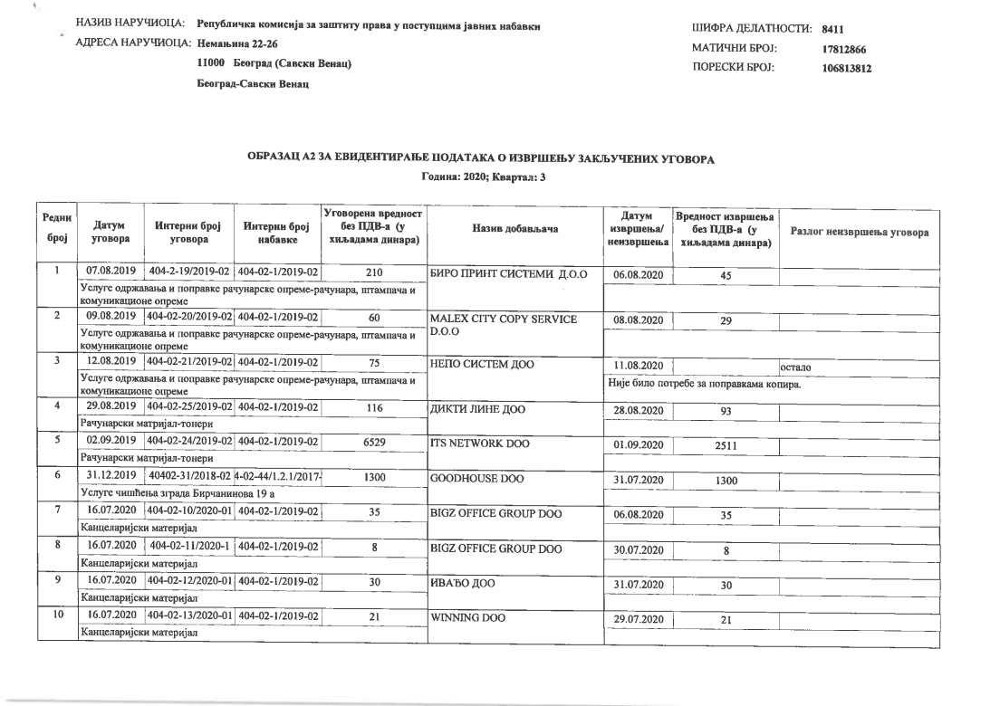 НАЗИВ НАРУЧИОЦА: Републичка комисија за заштиту права у поступцима јавних набавки
АДРЕСА НАРУЧИОЦА: Немањина 22-26
11000 Београд (Савски Венац)
Београд-Савски Венац
ШИФРА ДЕЛАТНОСТИ: 8411
МАТИЧНИ БРОЈ: 17812866
ПОРЕСКИ БРОЈ: 106813812
ОБРАЗАЦ А2 ЗА ЕВИДЕНТИРАЊЕ ПОДАТАКА О ИЗВРШЕЊУ ЗАКЉУЧЕНИХ УГОВОРА
Година: 2020; Квартал: 3
Редни број Датум уговора Интерни број уговора Интерни број набавке Уговорена вредност без ПДВ-а (у хиљадама динара) Назив добављача Датум извршења/ неизвршења Вредност извршења без ПДВ-а (у хиљадама динара) Разлог неизвршења уговора
1 07.08.2019 404-2-19/2019-02 404-02-1/2019-02 210 БИРО ПРИНТ СИСТЕМИ Д.О.О 06.08.2020 45
Услуге одржавања и поправке рачунарске опреме-рачунара, штампача и
комуникационе опреме
2 09.08.2019 404-02-20/2019-02 404-02-1/2019-02 60 MALEX CITY COPY SERVICE D.O.O 08.08.2020 29
Услуге одржавања и поправке рачунарске опреме-рачунара, штампача и
комуникационе опреме
3 12.08.2019 404-02-21/2019-02 404-02-1/2019-02 75 НЕПО СИСТЕМ ДОО 11.08.2020 остало
Услуге одржавања и поправке рачунарске опреме-рачунара, штампача и
комуникационе опреме
Није било потребе за поправкама копира.
4 29.08.2019 404-02-25/2019-02 404-02-1/2019-02 116 ДИКТИ ЛИНЕ ДОО 28.08.2020 93
Рачунарски матријал-тонери
5 02.09.2019 404-02-24/2019-02 404-02-1/2019-02 6529 ITS NETWORK DOO 01.09.2020 2511
Рачунарски матријал-тонери
6 31.12.2019 40402-31/2018-02 4-02-44/1.2.1/2017- 1300 GOODHOUSE DOO 31.07.2020 1300
Услуге чишћења зграда Бирчанинова 19 а
7 16.07.2020 404-02-10/2020-01 404-02-1/2019-02 35 BIGZ OFFICE GROUP DOO 06.08.2020 35
Канцеларијски материјал
8 16.07.2020 404-02-11/2020-1 404-02-1/2019-02 8 BIGZ OFFICE GROUP DOO 30.07.2020 8
Канцеларијски материјал
9 16.07.2020 404-02-12/2020-01 404-02-1/2019-02 30 ИВАЂО ДОО 31.07.2020 30
Канцеларијски материјал
10 16.07.2020 404-02-13/2020-01 404-02-1/2019-02 21 WINNING DOO 29.07.2020 21
Канцеларијски материјал